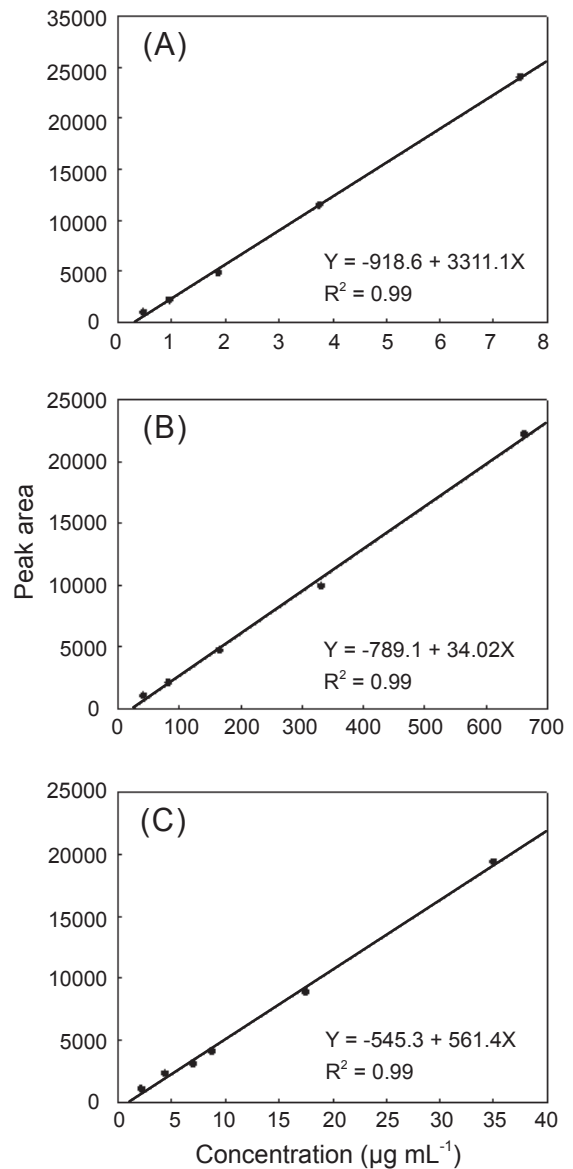 35000
30000
25000
20000
15000
10000
5000
0
(A)
Y = -918.6 + 3311.1X
R² = 0.99
0 1 2 3 4 5 6 7 8
Peak area
25000
20000
15000
10000
5000
0
(B)
Y = -789.1 + 34.02X
R² = 0.99
0 100 200 300 400 500 600 700
25000
20000
15000
10000
5000
0
(C)
Y = -545.3 + 561.4X
R² = 0.99
0 5 10 15 20 25 30 35 40
Concentration (µg mL⁻¹)